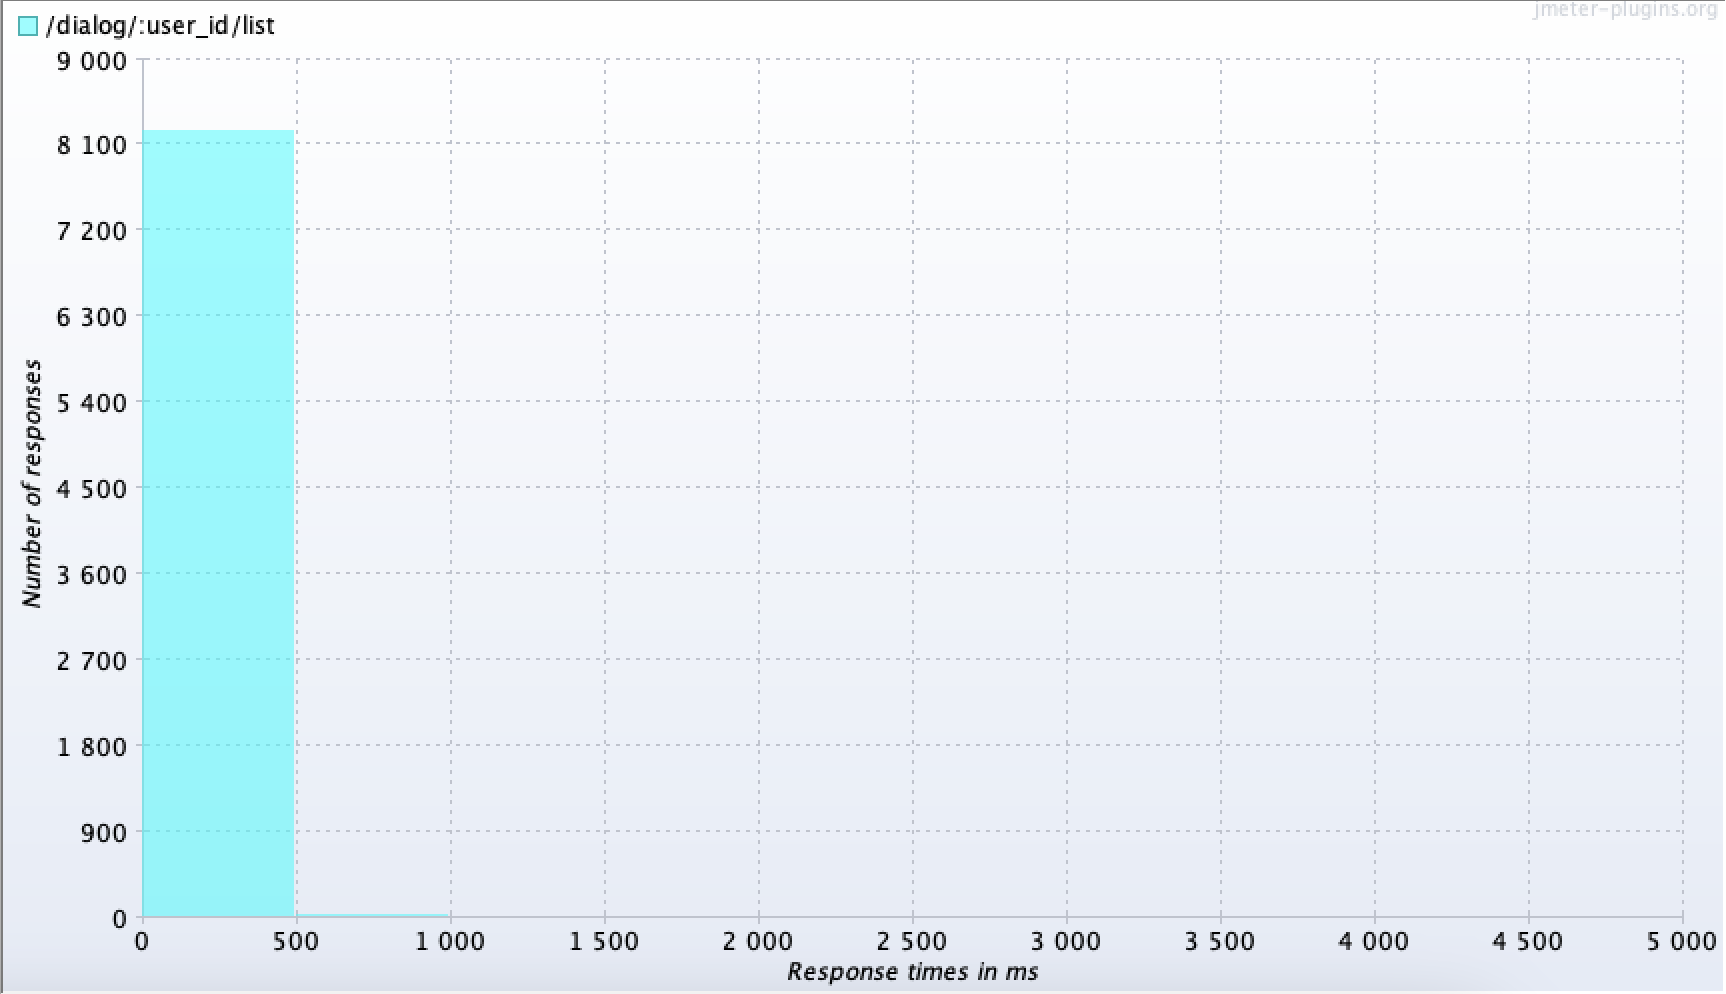 jmeter-plugins.org
/dialog/:user_id/list
9 000
8 100
7 200
6 300
5 400
4 500
3 600
2 700
1 800
900
0
Number of responses
0 500 1 000 1 500 2 000 2 500 3 000 3 500 4 000 4 500 5 000
Response times in ms